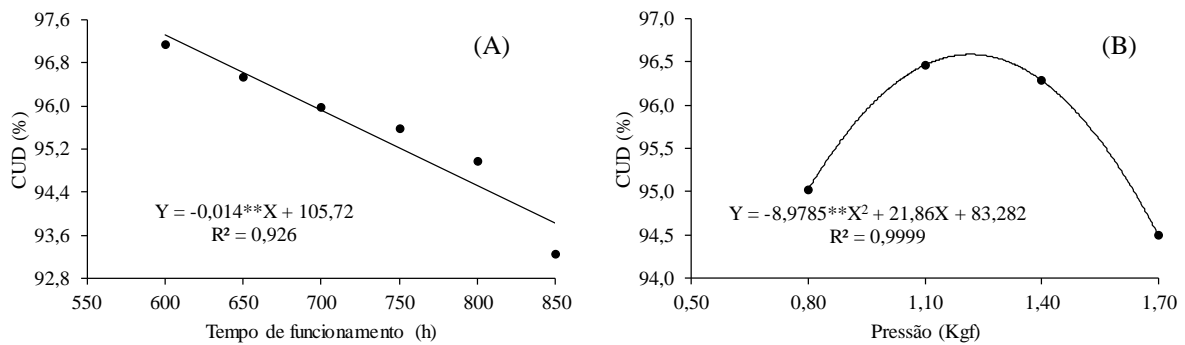 97,6
96,8
96,0
95,2
94,4
93,6
92,8
CUD (%)
(A)
Y = -0,014**X + 105,72
R² = 0,926
550 600 650 700 750 800 850
Tempo de funcionamento (h)
97,0
96,5
96,0
95,5
95,0
94,5
94,0
CUD (%)
(B)
Y = -8,9785**X² + 21,86X + 83,282
R² = 0,9999
0,50 0,80 1,10 1,40 1,70
Pressão (Kgf)